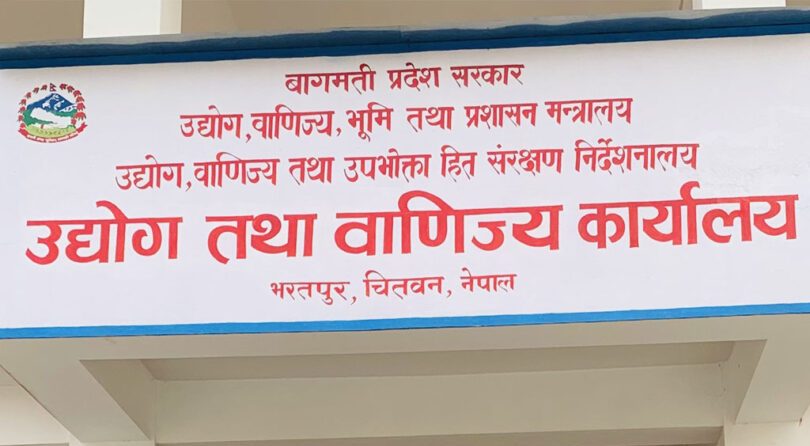 बागमती प्रदेश सरकार
उद्योग,वाणिज्य,भूमि तथा प्रशासन मन्त्रालय
उद्योग,वाणिज्य तथा उपभोक्ता हित संरक्षण निर्देशनालय
उद्योग तथा वाणिज्य कार्यालय
भरतपुर, चितवन, नेपाल